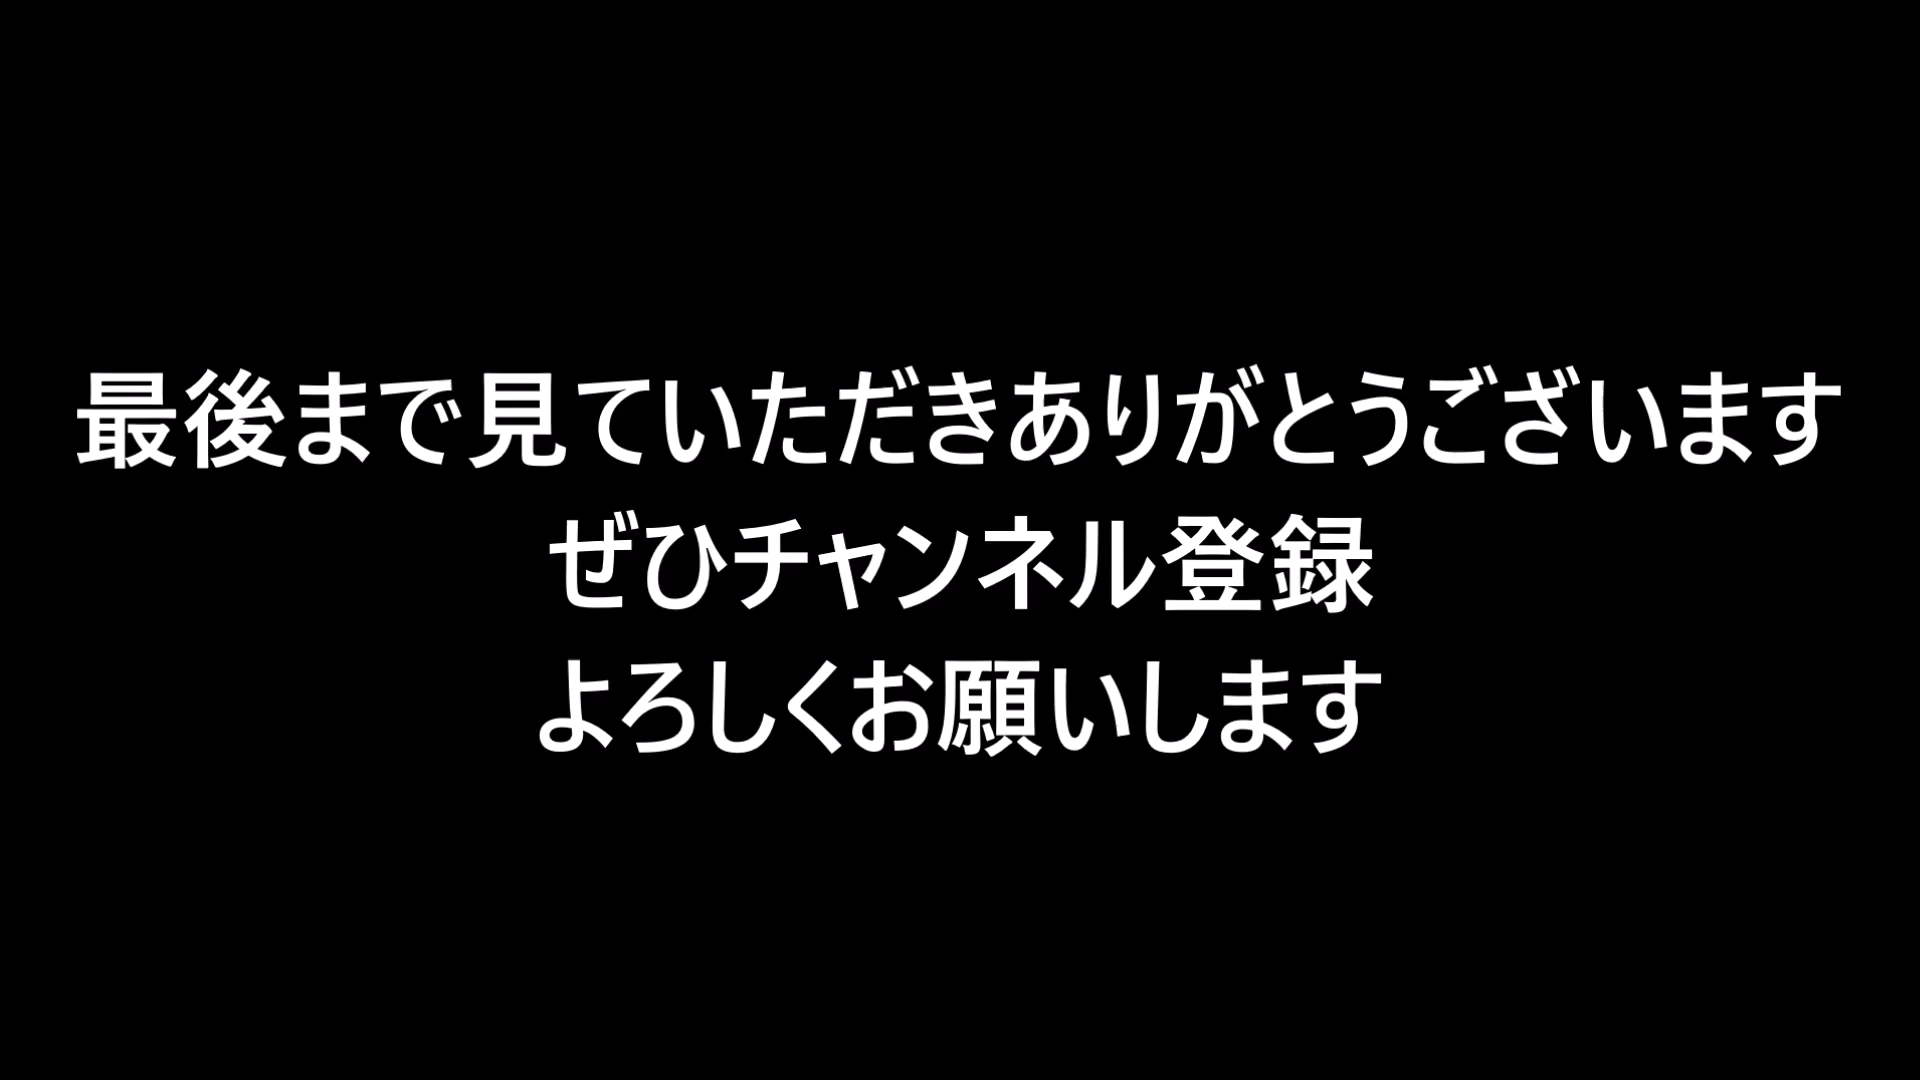 最後まで見ていただきありがとうございます
ぜひチャンネル登録
よろしくお願いします